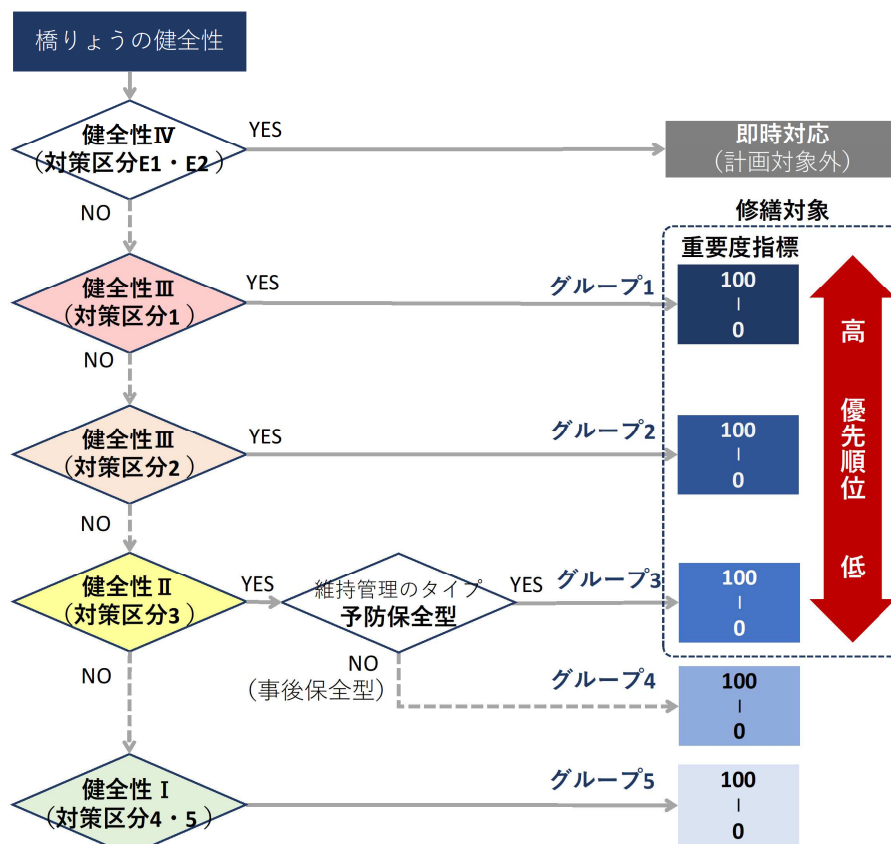 橋りょうの健全性
健全性Ⅳ
（対策区分E1・E2）
YES
即時対応
（計画対象外）
NO
修繕対象
重要度指標
健全性Ⅲ
（対策区分1）
YES
グループ1
100
–
0
高
優先順位
低
NO
健全性Ⅲ
（対策区分2）
YES
グループ2
100
–
0
NO
健全性Ⅱ
（対策区分3）
YES
維持管理のタイプ
予防保全型
YES
グループ3
100
–
0
NO
NO
（事後保全型）
グループ4
100
–
0
健全性Ⅰ
（対策区分4・5）
グループ5
100
–
0